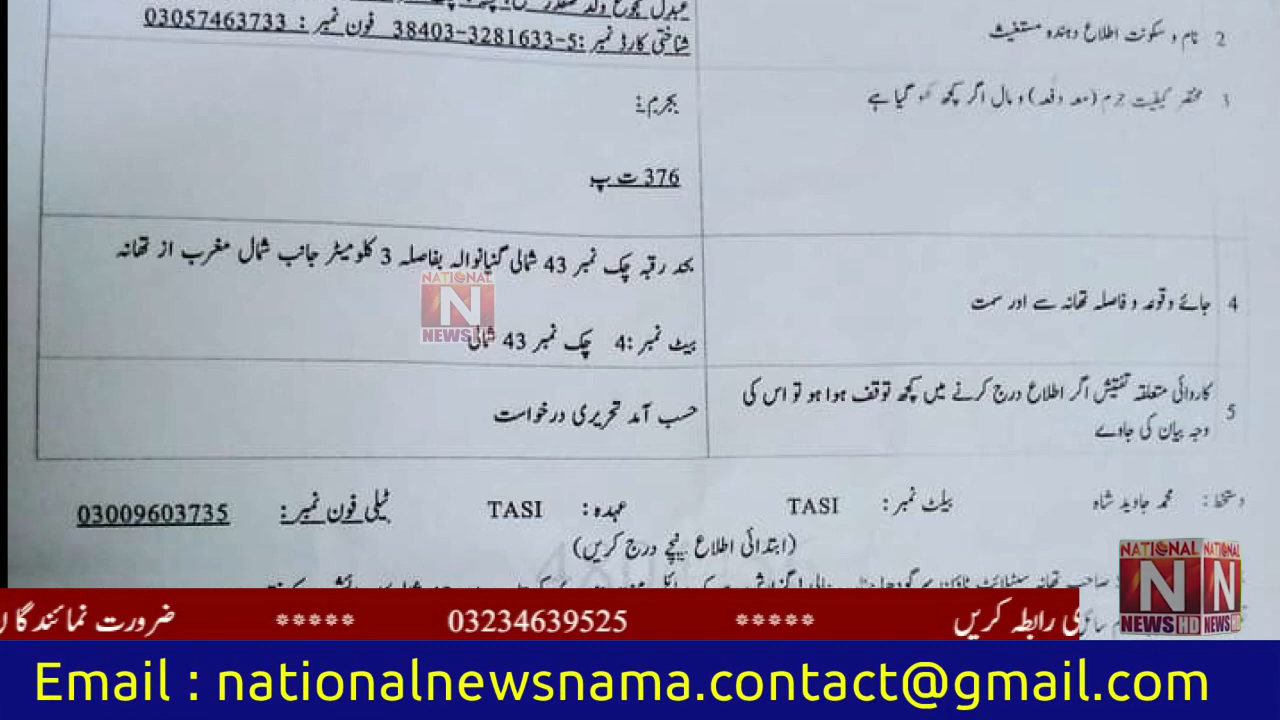 2 نام و سکونت اطلاع دہندہ مستغیث
شناختی کارڈ نمبر :5-3281633-38403 فون نمبر : 03057463733
3 مختصر کیفیت جرم (معہ دفعہ) و مال اگر کچھ کھو گیا ہے
بجرم:
376 ت پ
4 جائے وقوعہ و فاصلہ تھانہ سے اور سمت
بحد رقبہ چک نمبر 43 شمالی گنیانوالہ بفاصلہ 3 کلومیٹر جانب شمال مغرب از تھانہ
بیٹ نمبر :4 چک نمبر 43 شمالی
NATIONAL
N
NEWS HD
5 کاروائی متعلقہ تفتیش اگر اطلاع درج کرنے میں کچھ توقف ہوا ہو تو اس کی
وجہ بیان کی جاوے
حسب آمد تحریری درخواست
دستخط: محمد جاوید شاہ بیلٹ نمبر: TASI عہدہ: TASI ٹیلی فون نمبر: 03009603735
(ابتدائی اطلاع نیچے درج کریں)
NATIONAL NATIONAL
N N
NEWS HD NEWS HD
ی رابطہ کریں ***** 03234639525 ***** ضرورت نمائندگا
Email : nationalnewsnama.contact@gmail.com